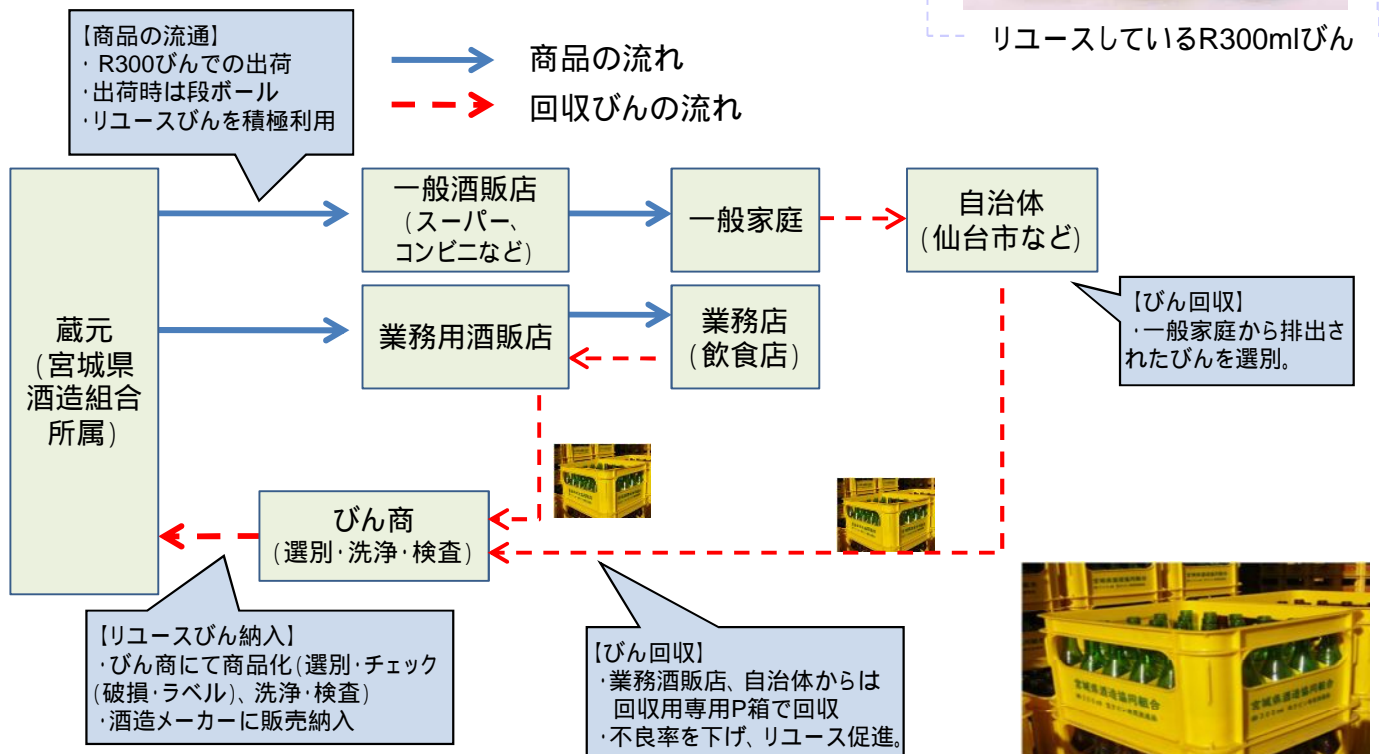 リユースしているR300mlびん
【商品の流通】
・R300びんでの出荷
・出荷時は段ボール
・リユースびんを積極利用
商品の流れ
回収びんの流れ
蔵元
(宮城県
酒造組合
所属)
一般酒販店
(スーパー、
コンビニなど)
一般家庭
自治体
(仙台市など)
業務用酒販店
業務店
(飲食店)
【びん回収】
・一般家庭から排出さ
れたびんを選別。
びん商
(選別・洗浄・検査)
【リユースびん納入】
・びん商にて商品化(選別・チェック
(破損・ラベル)、洗浄・検査)
・酒造メーカーに販売納入
【びん回収】
・業務酒販店、自治体からは
回収用専用P箱で回収
・不良率を下げ、リユース促進。
宮城県酒造協同組合
宮城県酒造協同組合